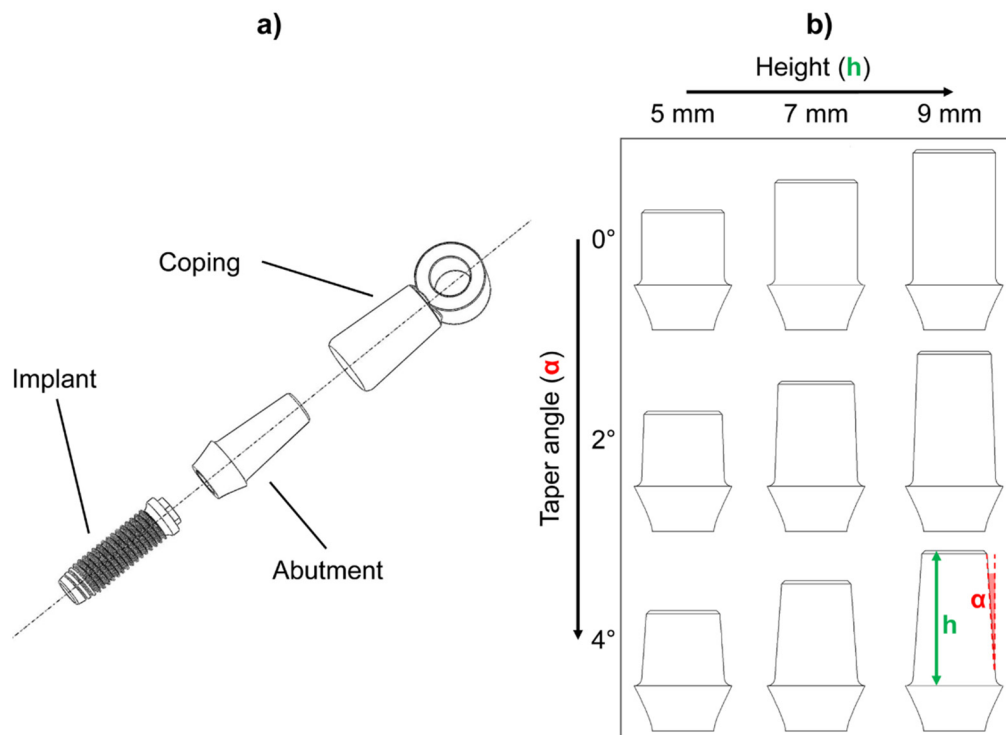 a)
Coping
Implant
Abutment
b)
Height (h)
5 mm 7 mm 9 mm
Taper angle (α)
0°
2°
4°
h
α